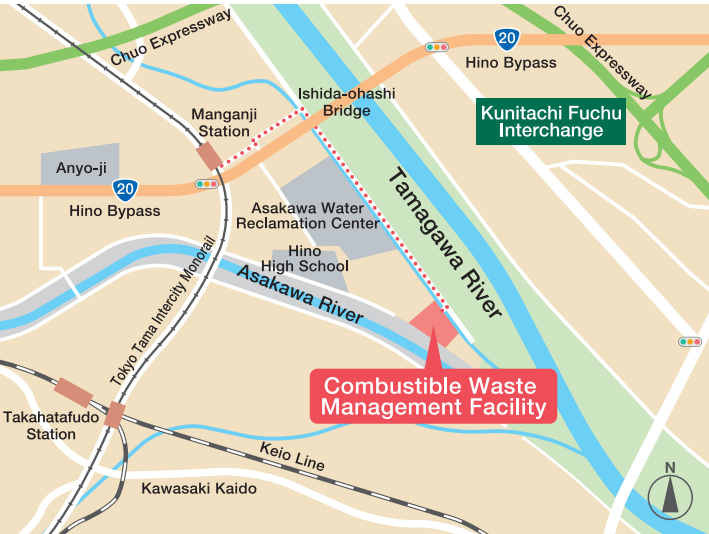 Chuo Expressway
20
Hino Bypass
Chuo Expressway
Ishida-ohashi
Bridge
Manganji
Station
Kunitachi Fuchu
Interchange
Anyo-ji
20
Hino Bypass
Asakawa Water
Reclamation Center
Tamagawa River
Hino
High School
Asakawa River
Tokyo Tama Intercity Monorail
Combustible Waste
Management Facility
Takahatafudo
Station
Keio Line
Kawasaki Kaido
N